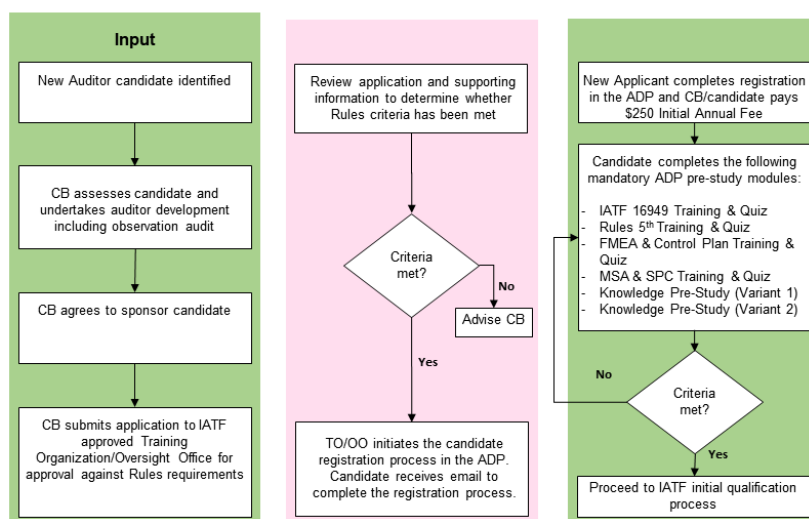 Input
New Auditor candidate identified
CB assesses candidate and
undertakes auditor development
including observation audit
CB agrees to sponsor candidate
CB submits application to IATF
approved Training
Organization/Oversight Office for
approval against Rules requirements
Review application and supporting
information to determine whether
Rules criteria has been met
Criteria
met?
No
Advise CB
Yes
TO/OO initiates the candidate
registration process in the ADP.
Candidate receives email to
complete the registration process.
New Applicant completes registration
in the ADP and CB/candidate pays
$250 Initial Annual Fee
Candidate completes the following
mandatory ADP pre-study modules:
- IATF 16949 Training & Quiz
- Rules 5th Training & Quiz
- FMEA & Control Plan Training &
Quiz
- MSA & SPC Training & Quiz
- Knowledge Pre-Study (Variant 1)
- Knowledge Pre-Study (Variant 2)
No
Criteria
met?
Yes
Proceed to IATF initial qualification
process